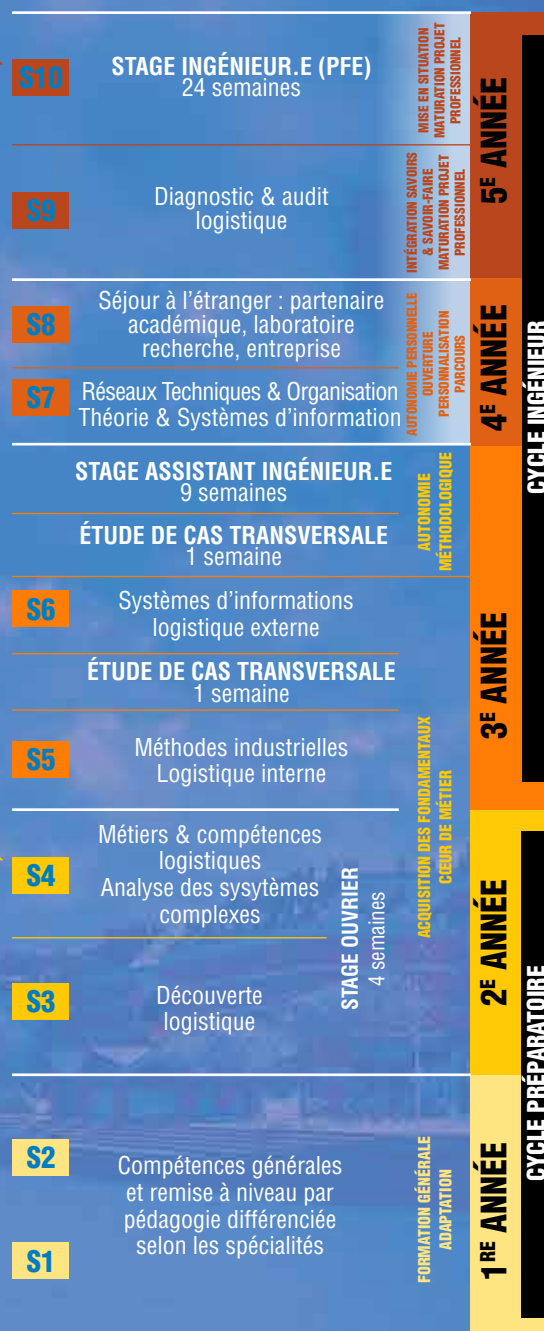 S10
STAGE INGÉNIEUR.E (PFE)
24 semaines
MISE EN SITUATION
MATURATION PROJET
PROFESSIONNEL
S9
Diagnostic & audit
logistique
INTÉGRATION SAVOIRS
& SAVOIR-FAIRE
MATURATION PROJET
PROFESSIONNEL
5E ANNÉE
S8
Séjour à l'étranger : partenaire
académique, laboratoire
recherche, entreprise
S7
Réseaux Techniques & Organisation
Théorie & Systèmes d'information
AUTONOMIE PERSONNELLE
OUVERTURE
PERSONNALISATION
PARCOURS
4E ANNÉE
CYCLE INGÉNIEUR
STAGE ASSISTANT INGÉNIEUR.E
9 semaines
ÉTUDE DE CAS TRANSVERSALE
1 semaine
AUTONOMIE
MÉTHODOLOGIQUE
S6
Systèmes d'informations
logistique externe
ÉTUDE DE CAS TRANSVERSALE
1 semaine
3E ANNÉE
S5
Méthodes industrielles
Logistique interne
ACQUISITION DES FONDAMENTAUX
CŒUR DE MÉTIER
S4
Métiers & compétences
logistiques
Analyse des sysytèmes
complexes
STAGE OUVRIER
4 semaines
2E ANNÉE
S3
Découverte
logistique
CYCLE PRÉPARATOIRE
S2
Compétences générales
et remise à niveau par
pédagogie différenciée
selon les spécialités
S1
FORMATION GÉNÉRALE
ADAPTATION
1RE ANNÉE